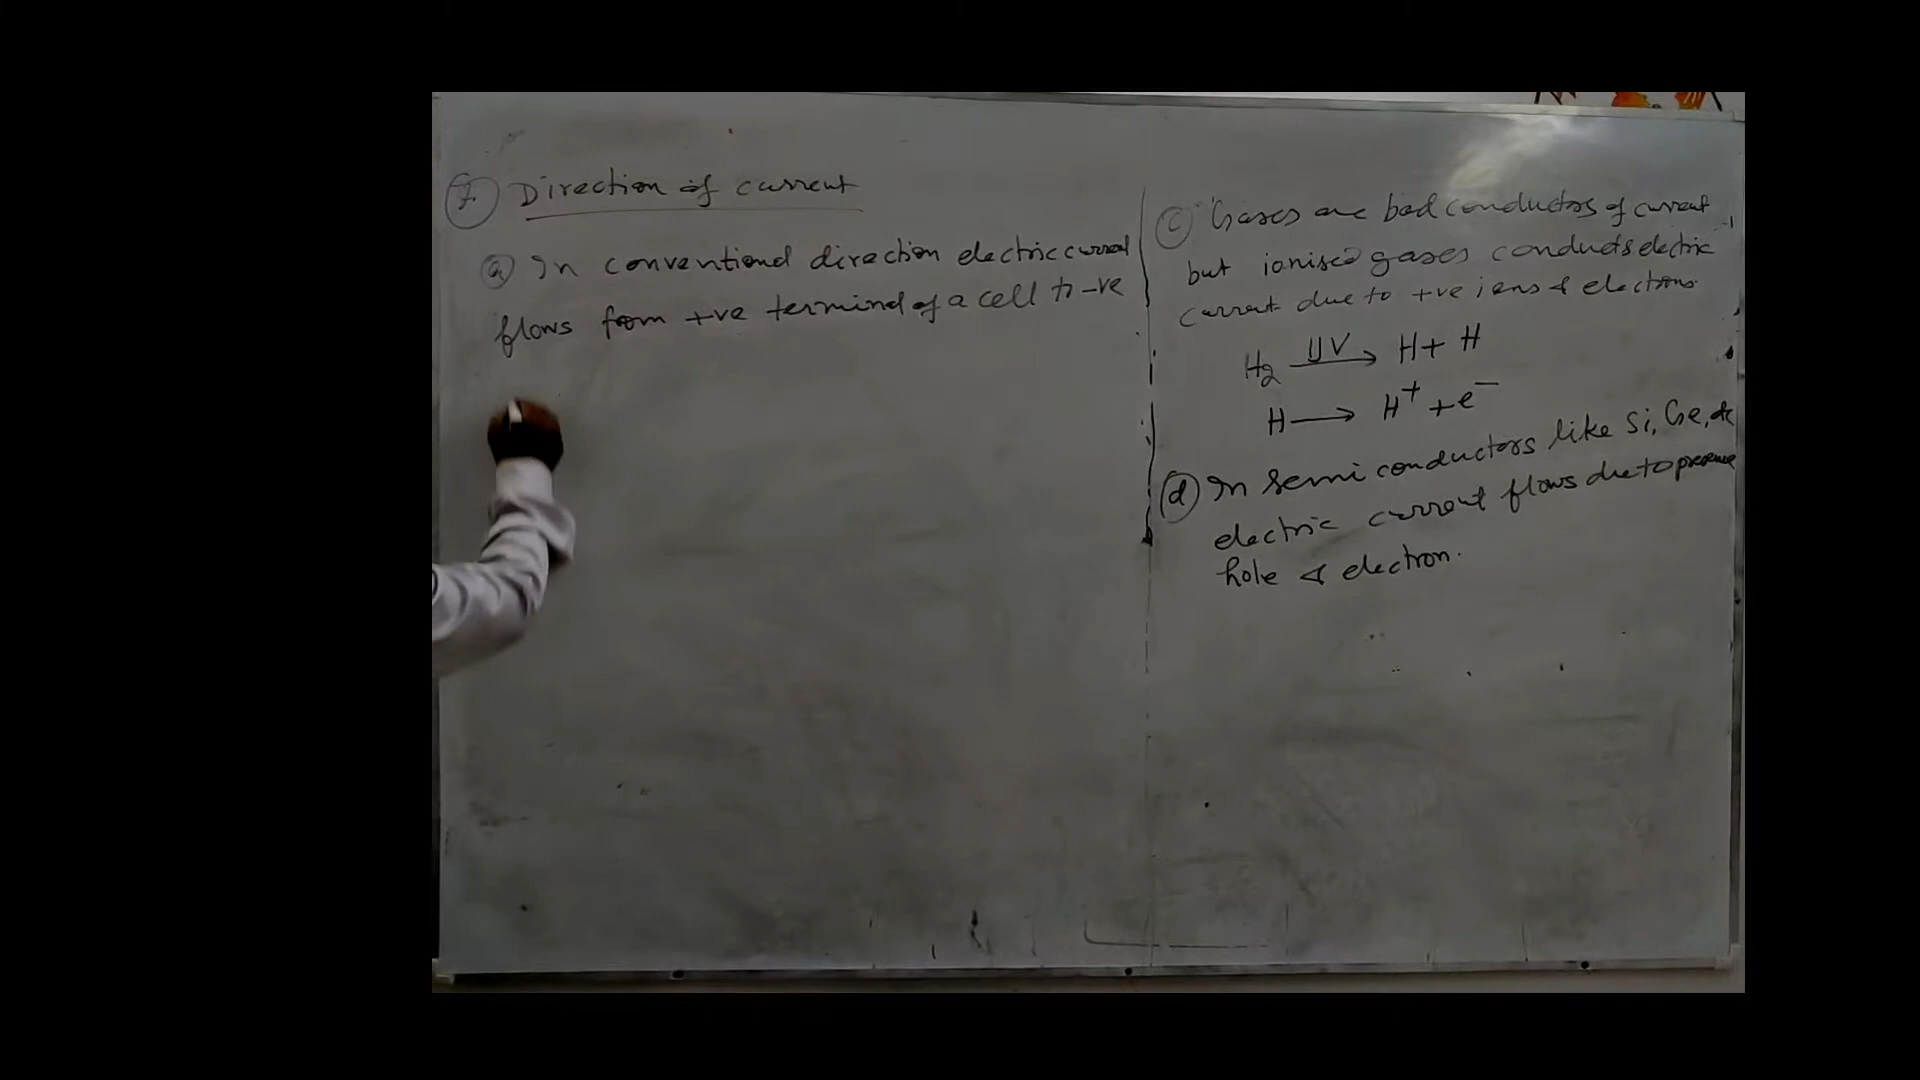 7. Direction of current
a In conventional direction electric current
flows from +ve terminal of a cell to -ve
c Gases are bad conductors of current
but ionised gases conducts electric
current due to +ve ions & electrons.
H₂ UV → H + H
H → H⁺ + e⁻
d In semi conductors like Si, Ge, etc
electric current flows due to presence
hole & electron.